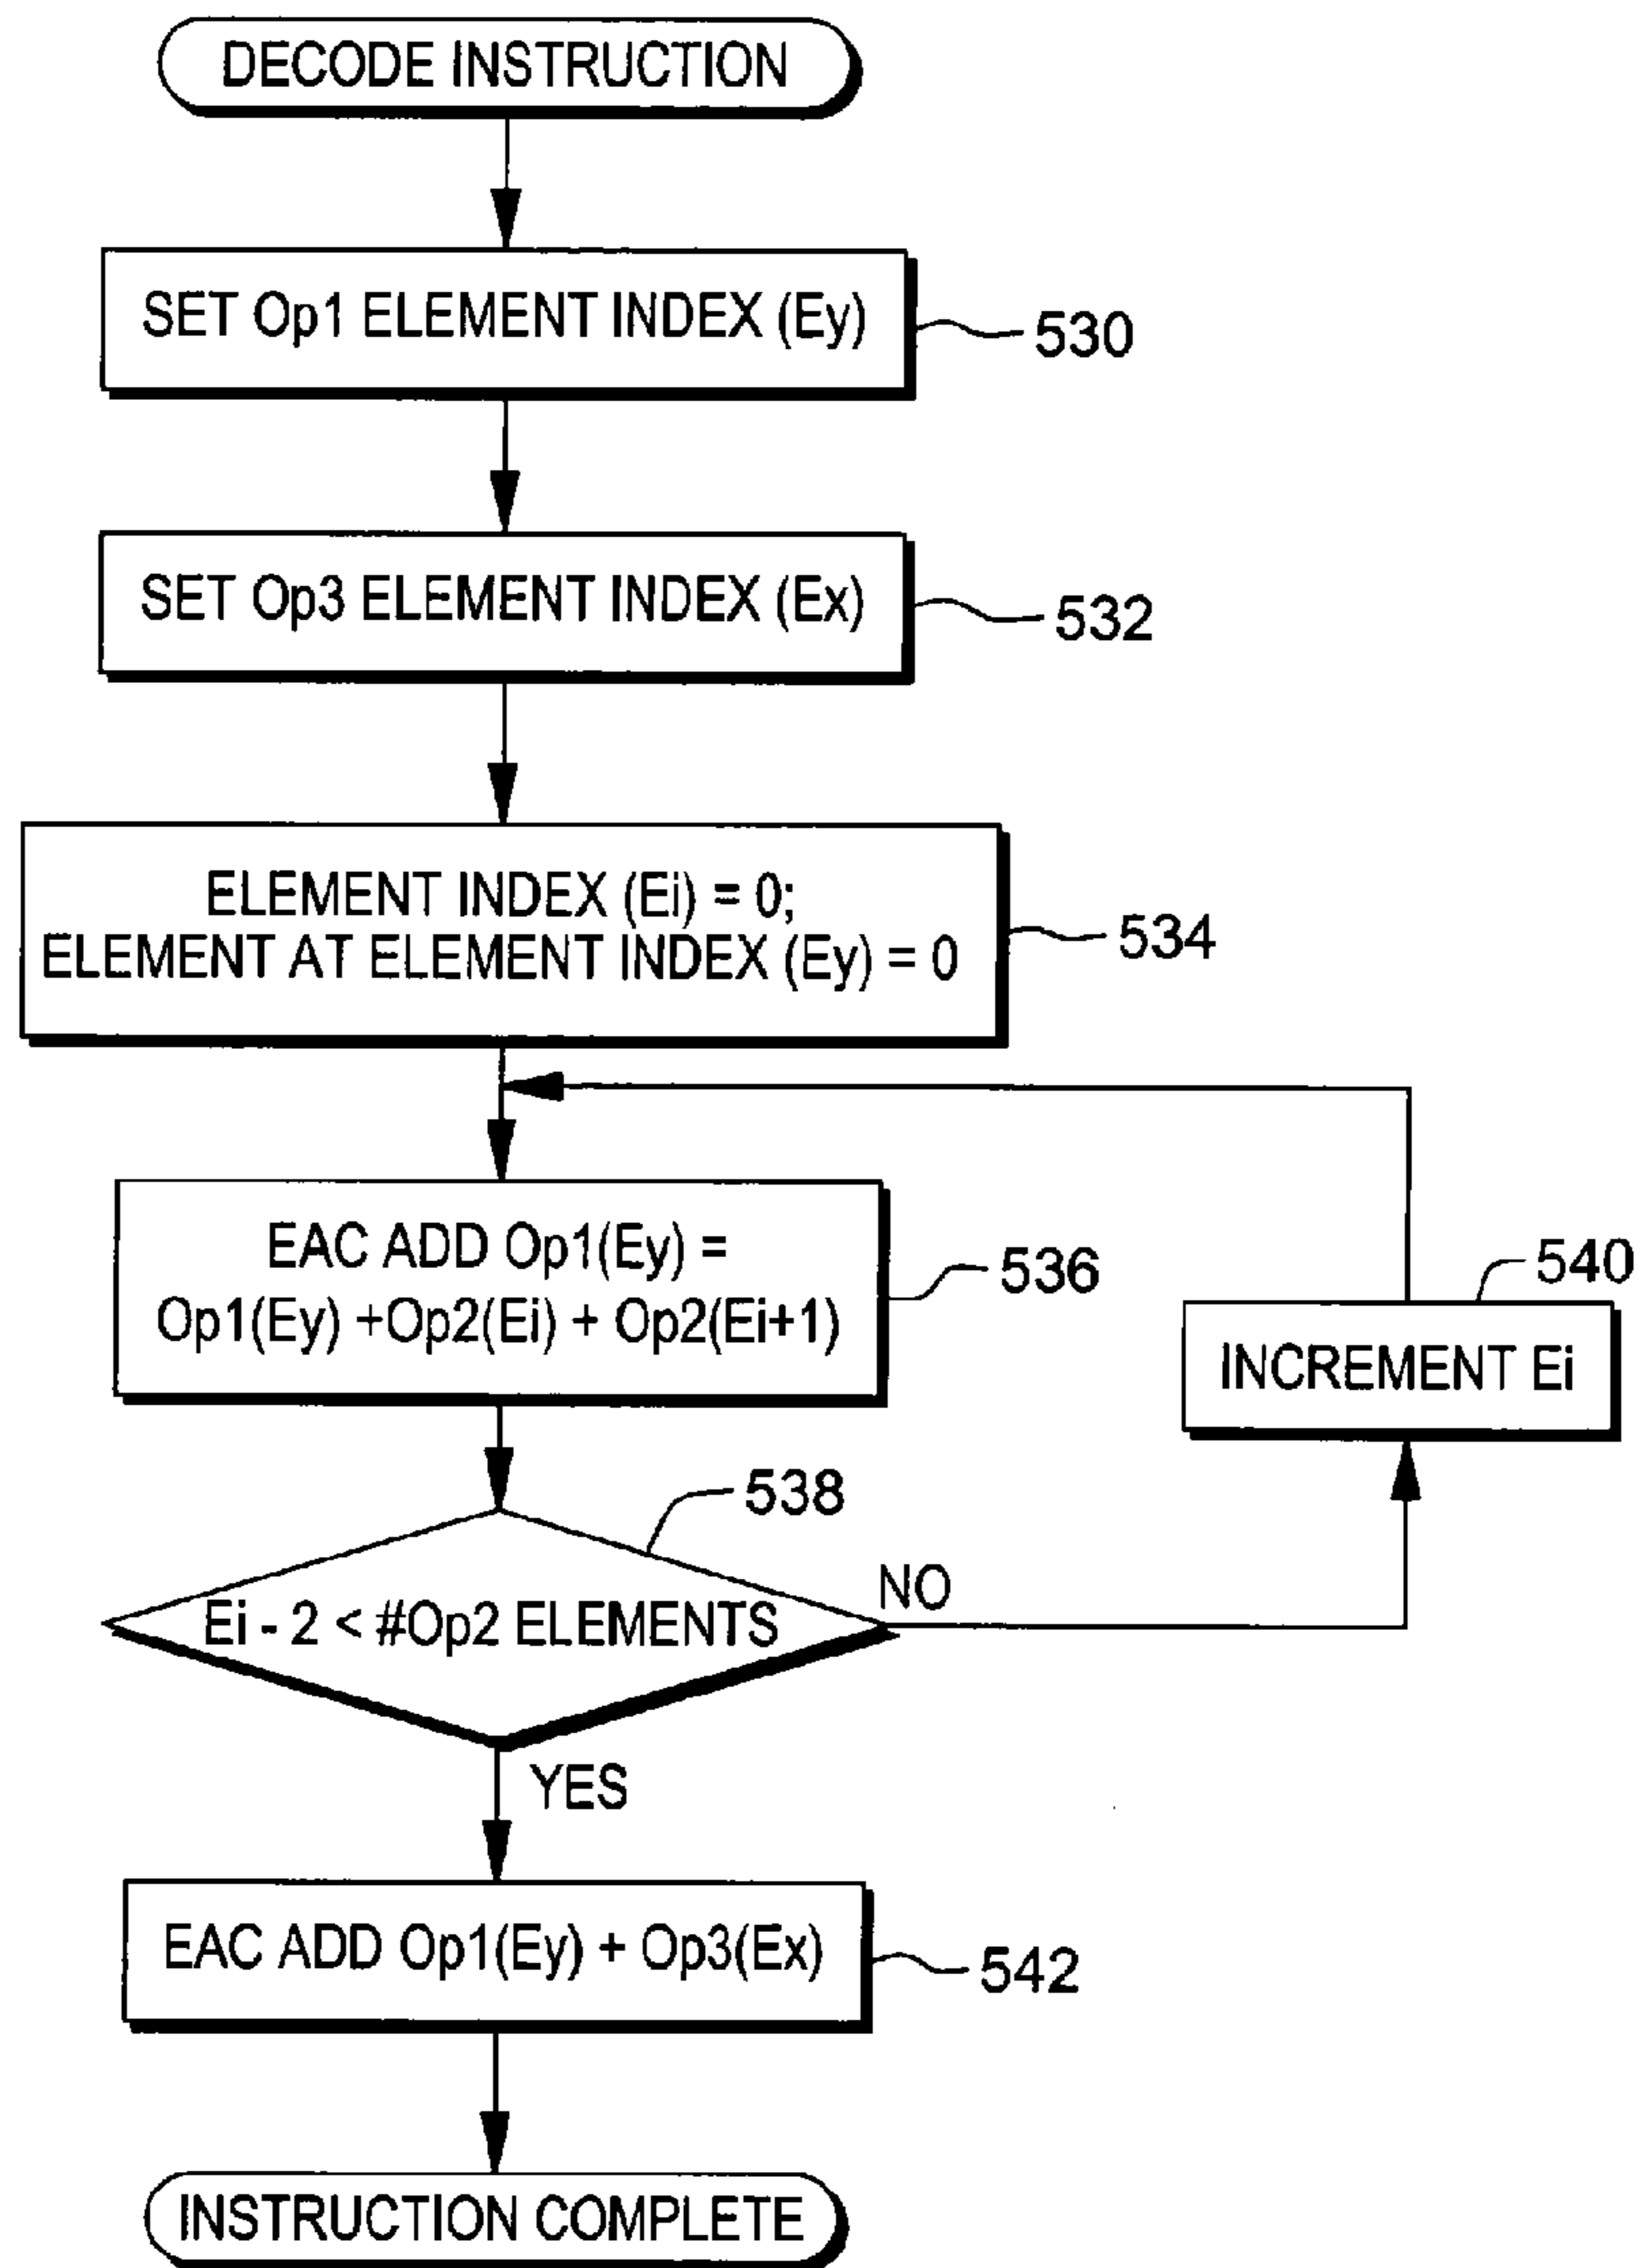 DECODE INSTRUCTION
SET Op1 ELEMENT INDEX (Ey)
530
SET Op3 ELEMENT INDEX (Ex)
532
ELEMENT INDEX (Ei) = 0;
ELEMENT AT ELEMENT INDEX (Ey) = 0
534
EAC ADD Op1(Ey) =
Op1(Ey) +Op2(Ei) + Op2(Ei+1)
536
540
INCREMENT Ei
538
Ei - 2 < #Op2 ELEMENTS
NO
YES
EAC ADD Op1(Ey) + Op3(Ex)
542
INSTRUCTION COMPLETE